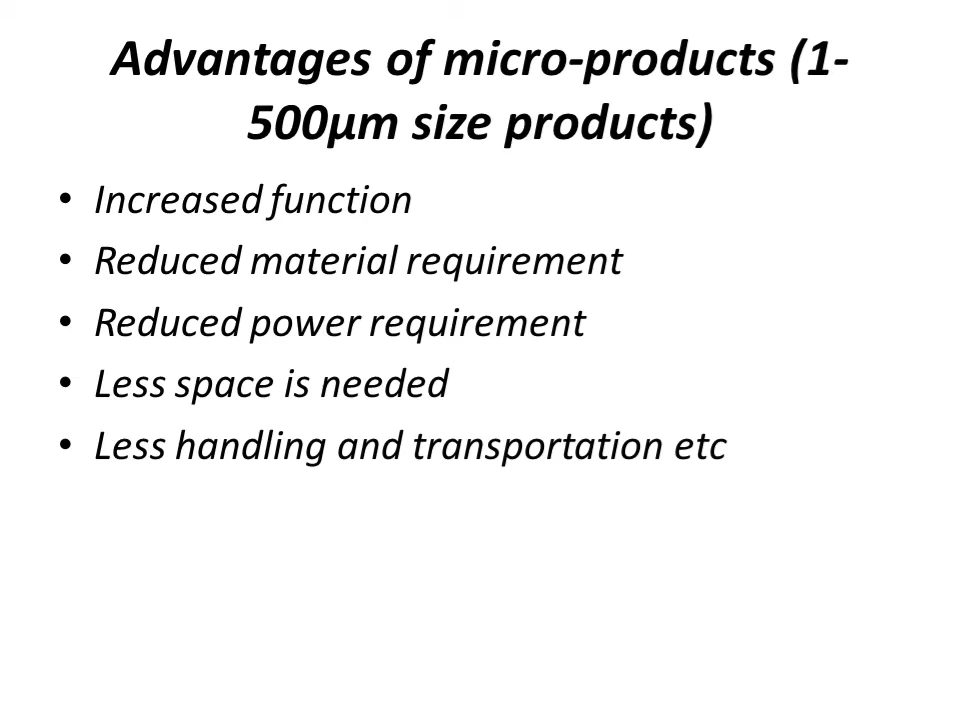 Advantages of micro-products (1-
500µm size products)
• Increased function
• Reduced material requirement
• Reduced power requirement
• Less space is needed
• Less handling and transportation etc